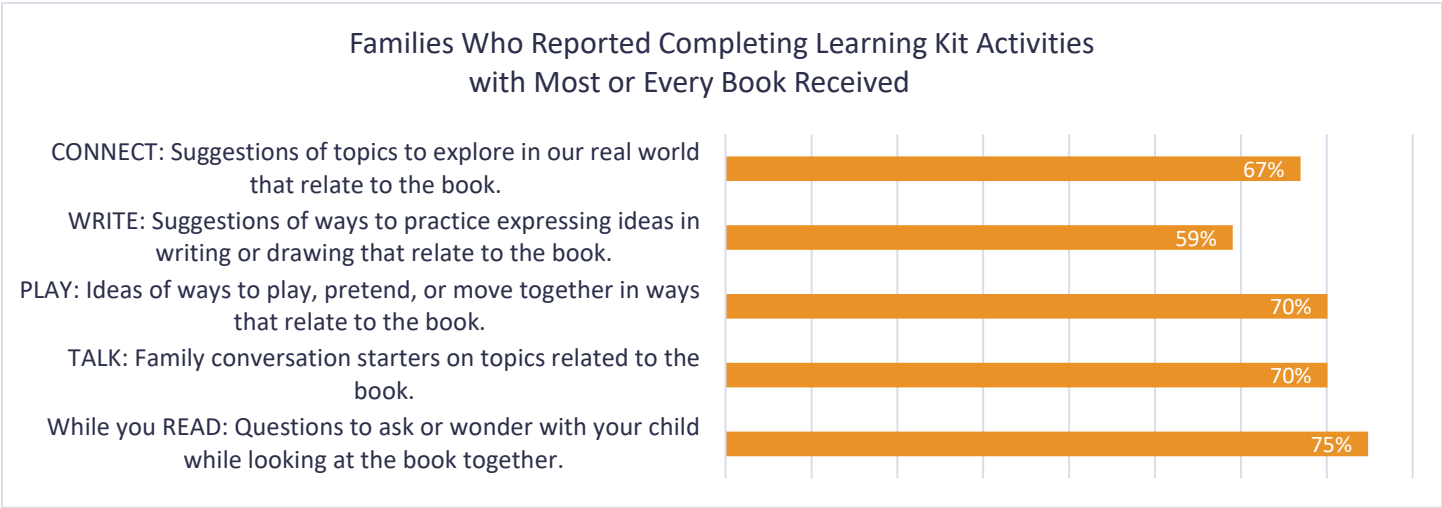 Families Who Reported Completing Learning Kit Activities
with Most or Every Book Received
CONNECT: Suggestions of topics to explore in our real world
that relate to the book.
67%
WRITE: Suggestions of ways to practice expressing ideas in
writing or drawing that relate to the book.
59%
PLAY: Ideas of ways to play, pretend, or move together in ways
that relate to the book.
70%
TALK: Family conversation starters on topics related to the
book.
70%
While you READ: Questions to ask or wonder with your child
while looking at the book together.
75%